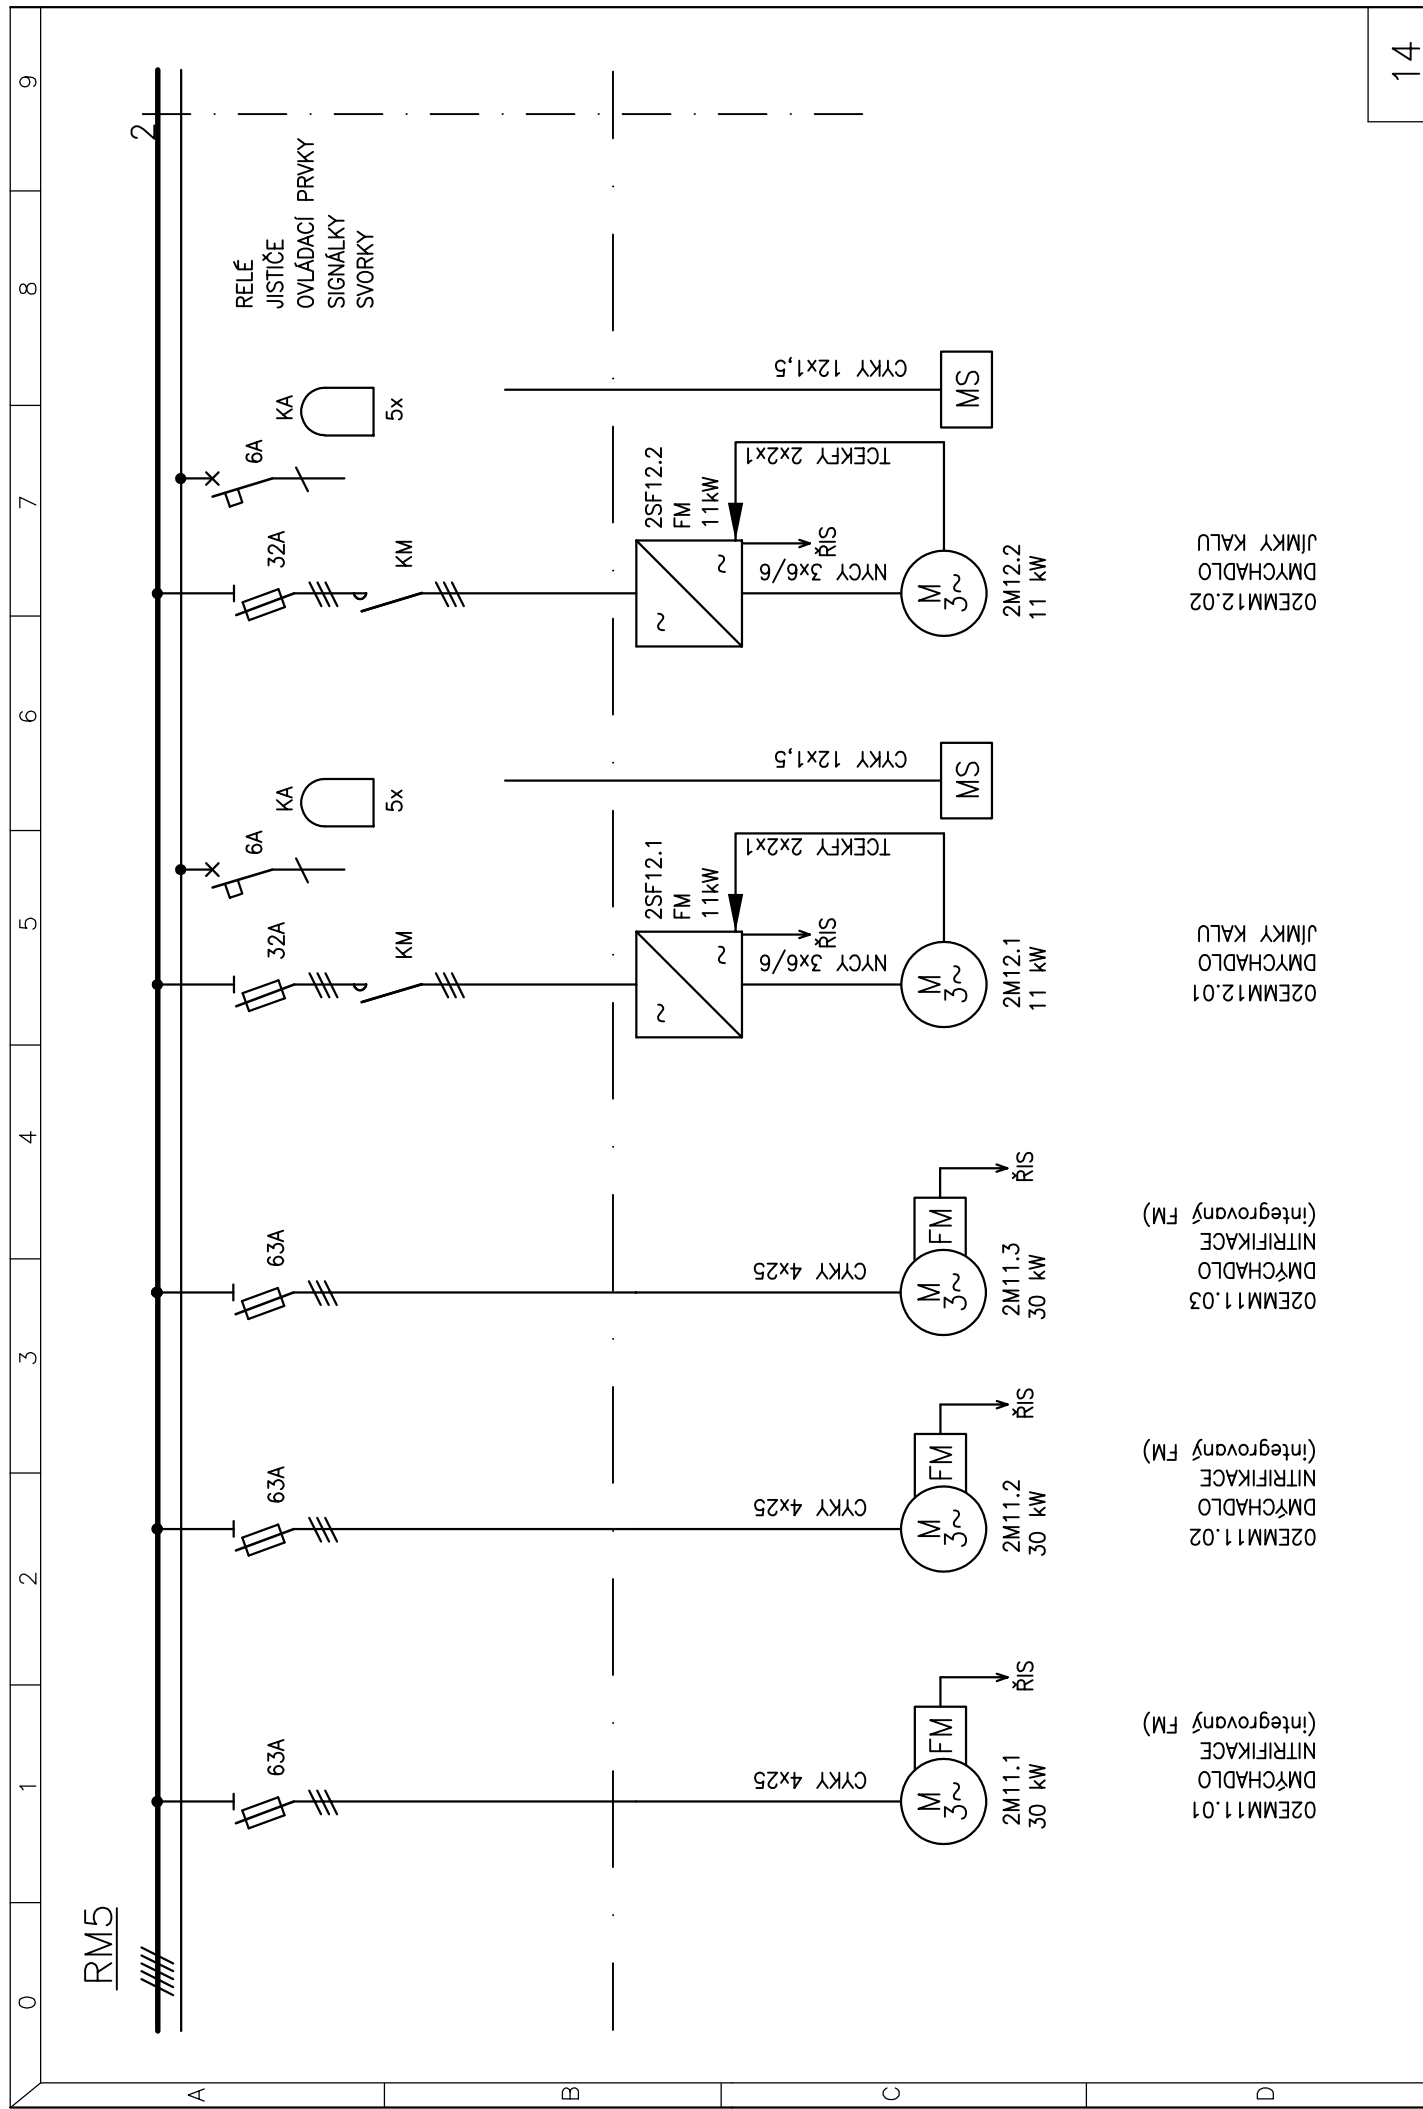 0 1 2 3 4 5 6 7 8 9
A
B
C
D
RM5
2
63A
CYKY 4x25
M
3~
FM
ŘIS
2M11.1
30 kW
02EMM11.01
DMÝCHADLO
NITRIFIKACE
(integrovaný FM)
63A
CYKY 4x25
M
3~
FM
ŘIS
2M11.2
30 kW
02EMM11.02
DMÝCHADLO
NITRIFIKACE
(integrovaný FM)
63A
CYKY 4x25
M
3~
FM
ŘIS
2M11.3
30 kW
02EMM11.03
DMÝCHADLO
NITRIFIKACE
(integrovaný FM)
32A
KM
6A
KA
5x
2SF12.1
FM
11kW
~
~
ŘIS
NYCY 3x6/6
TCEKFY 2x2x1
CYKY 12x1,5
MS
M
3~
2M12.1
11 kW
02EMM12.01
DMYCHADLO
JÍMKY KALU
32A
KM
6A
KA
5x
2SF12.2
FM
11kW
~
~
ŘIS
NYCY 3x6/6
TCEKFY 2x2x1
CYKY 12x1,5
MS
M
3~
2M12.2
11 kW
02EMM12.02
DMYCHADLO
JÍMKY KALU
RELÉ
JISTIČE
OVLÁDACÍ PRVKY
SIGNÁLKY
SVORKY
14